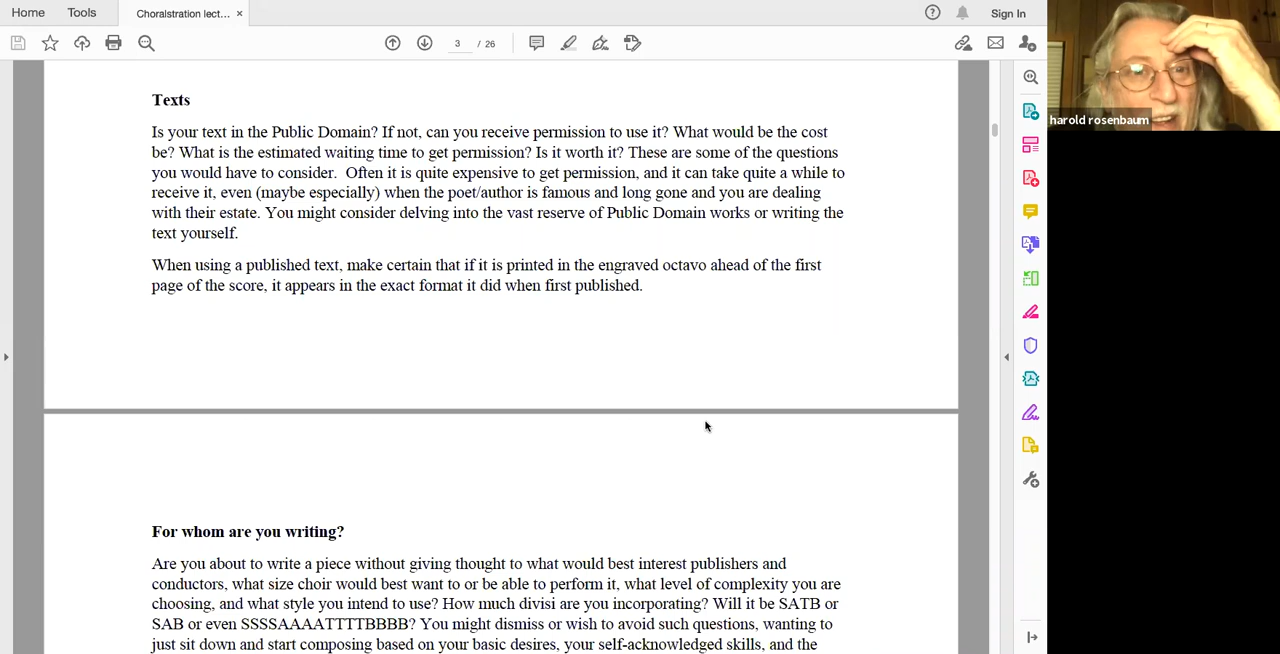 Home
Tools
Choralstration lect...
×
Sign In
3 / 26
harold rosenbaum
Texts
Is your text in the Public Domain? If not, can you receive permission to use it? What would be the cost
be? What is the estimated waiting time to get permission? Is it worth it? These are some of the questions
you would have to consider.  Often it is quite expensive to get permission, and it can take quite a while to
receive it, even (maybe especially) when the poet/author is famous and long gone and you are dealing
with their estate. You might consider delving into the vast reserve of Public Domain works or writing the
text yourself.
When using a published text, make certain that if it is printed in the engraved octavo ahead of the first
page of the score, it appears in the exact format it did when first published.
For whom are you writing?
Are you about to write a piece without giving thought to what would best interest publishers and
conductors, what size choir would best want to or be able to perform it, what level of complexity you are
choosing, and what style you intend to use? How much divisi are you incorporating? Will it be SATB or
SAB or even SSSSAAAATTTTBBBB? You might dismiss or wish to avoid such questions, wanting to
just sit down and start composing based on your basic desires, your self-acknowledged skills, and the